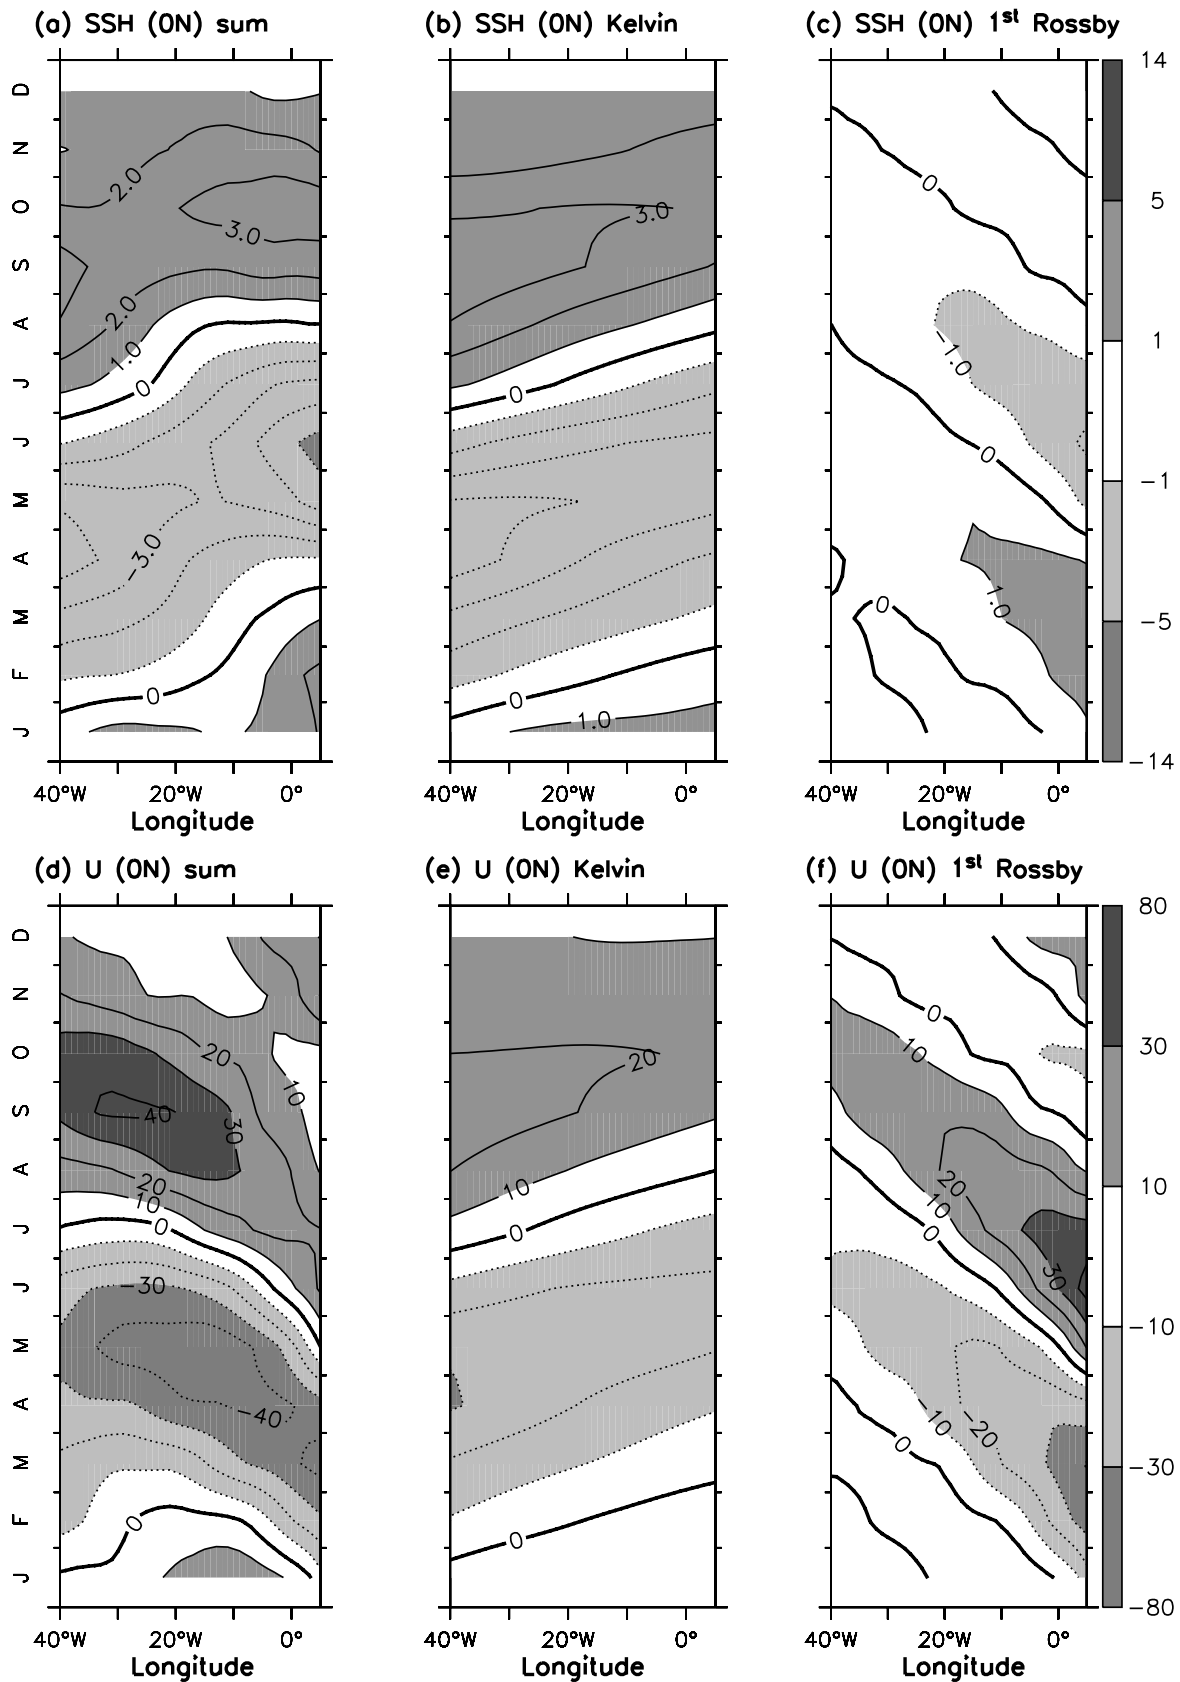 (a) SSH (0N) sum
(b) SSH (0N) Kelvin
(c) SSH (0N) 1st Rossby
D
N
O
S
A
J
J
M
A
M
F
J
2.0
3.0
2.0
1.0
0
-3.0
0
3.0
0
0
1.0
0
-1.0
0
0
1.0
14
5
1
-1
-5
-14
40°W 20°W 0°
Longitude
40°W 20°W 0°
Longitude
40°W 20°W 0°
Longitude
(d) U (0N) sum
(e) U (0N) Kelvin
(f) U (0N) 1st Rossby
D
N
O
S
A
J
J
M
A
M
F
J
20
10
40
30
20
10
0
-30
-40
0
20
10
0
0
0
10
20
10
0
30
-10
-20
0
80
30
10
-10
-30
-80
40°W 20°W 0°
Longitude
40°W 20°W 0°
Longitude
40°W 20°W 0°
Longitude